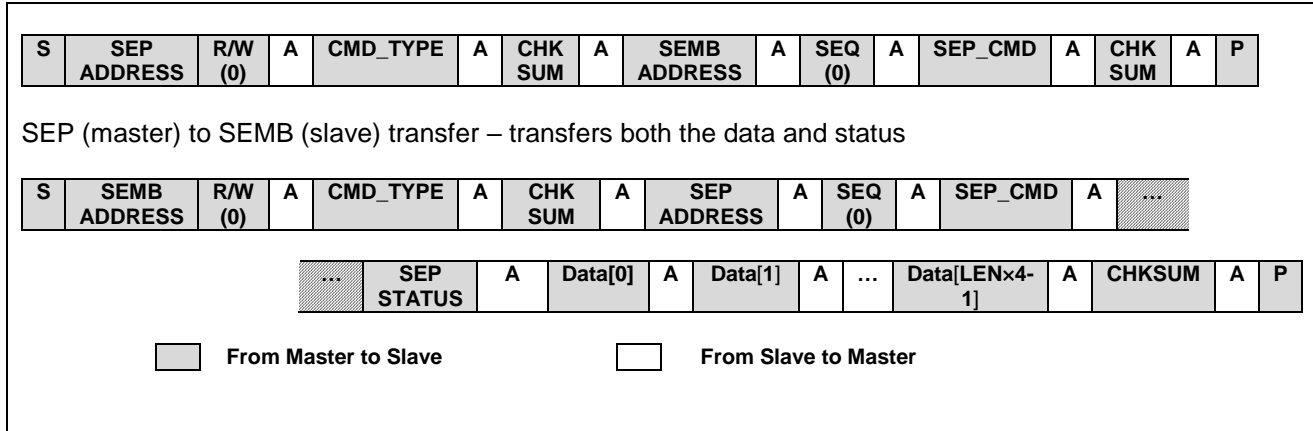 S SEP ADDRESS R/W (0) A CMD_TYPE A CHK SUM A SEMB ADDRESS A SEQ (0) A SEP_CMD A CHK SUM A P
SEP (master) to SEMB (slave) transfer – transfers both the data and status
S SEMB ADDRESS R/W (0) A CMD_TYPE A CHK SUM A SEP ADDRESS A SEQ (0) A SEP_CMD A …
… SEP STATUS A Data[0] A Data[1] A … Data[LEN×4-1] A CHKSUM A P
From Master to Slave From Slave to Master